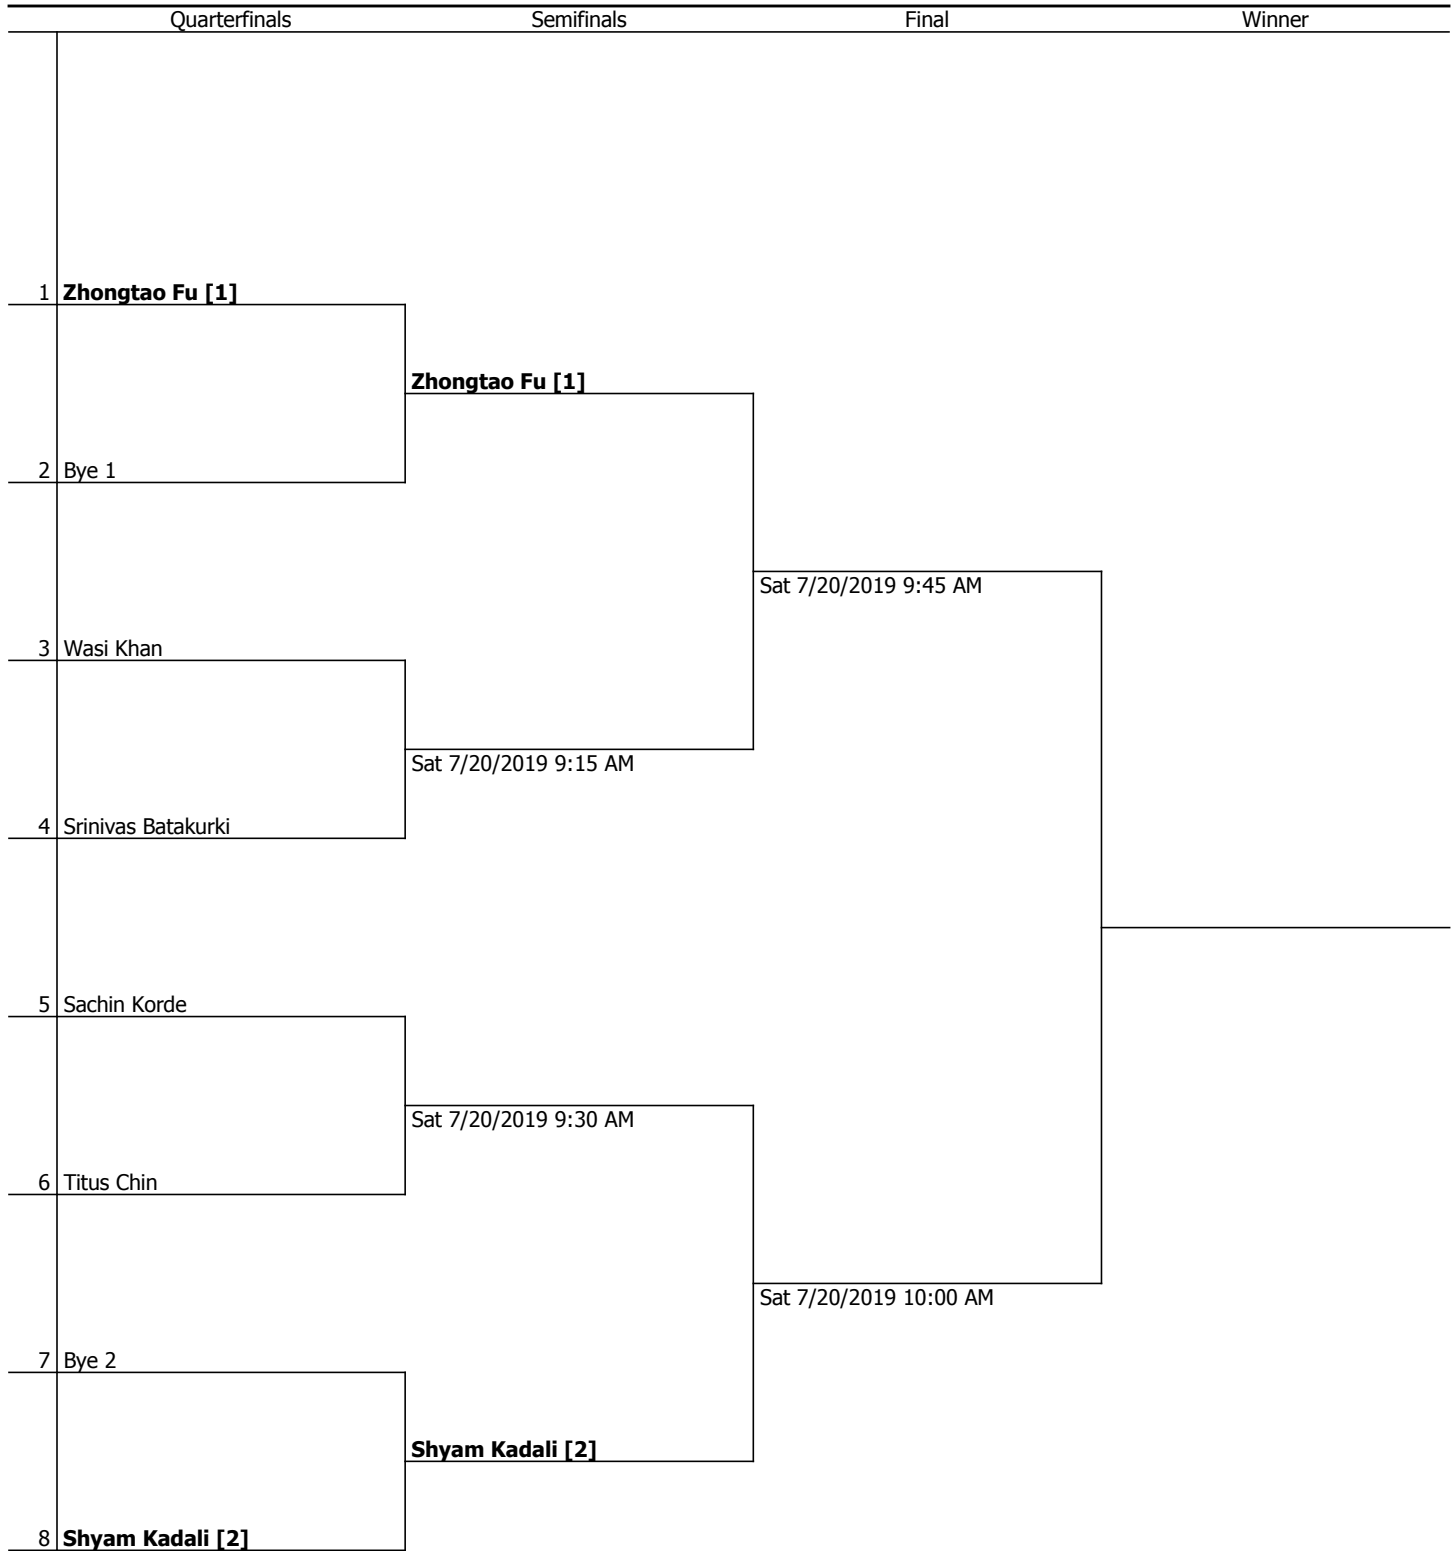 Quarterfinals Semifinals Final Winner
1 Zhongtao Fu [1]
Zhongtao Fu [1]
2 Bye 1
Sat 7/20/2019 9:45 AM
3 Wasi Khan
Sat 7/20/2019 9:15 AM
4 Srinivas Batakurki
5 Sachin Korde
Sat 7/20/2019 9:30 AM
6 Titus Chin
Sat 7/20/2019 10:00 AM
7 Bye 2
Shyam Kadali [2]
8 Shyam Kadali [2]